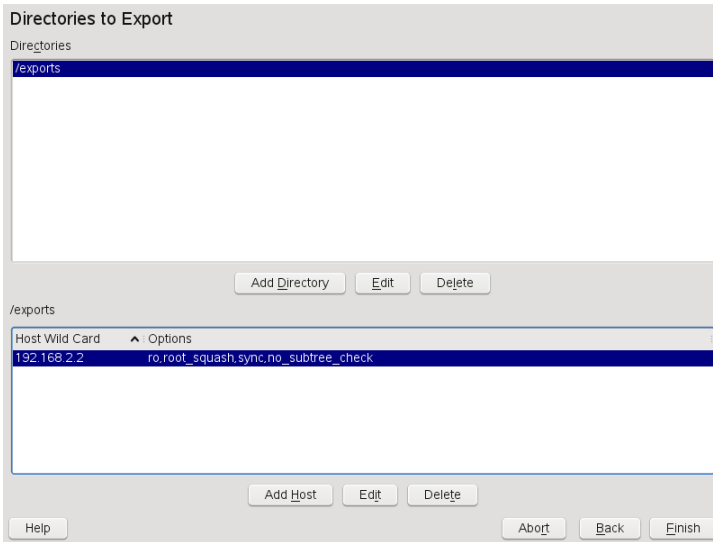 Directories to Export
Directories
/exports
Add Directory Edit Delete
/exports
Host Wild Card Options
192.168.2.2 ro,root_squash,sync,no_subtree_check
Add Host Edit Delete
Help Abort Back Finish